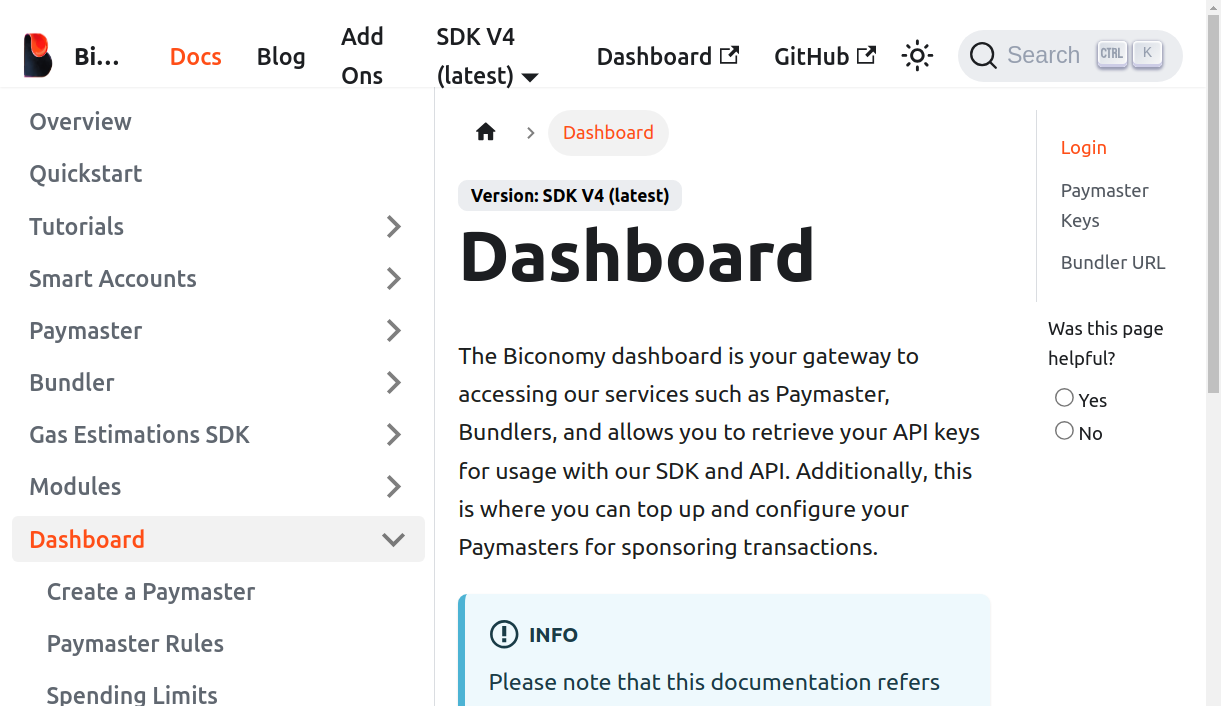 Bi...
Docs
Blog
Add
Ons
SDK V4
(latest)
Dashboard
GitHub
Search
CTRL
K
Overview
Quickstart
Tutorials
Smart Accounts
Paymaster
Bundler
Gas Estimations SDK
Modules
Dashboard
Create a Paymaster
Paymaster Rules
Spending Limits
Dashboard
Version: SDK V4 (latest)
Dashboard
The Biconomy dashboard is your gateway to
accessing our services such as Paymaster,
Bundlers, and allows you to retrieve your API keys
for usage with our SDK and API. Additionally, this
is where you can top up and configure your
Paymasters for sponsoring transactions.
INFO
Please note that this documentation refers
Login
Paymaster
Keys
Bundler URL
Was this page
helpful?
Yes
No